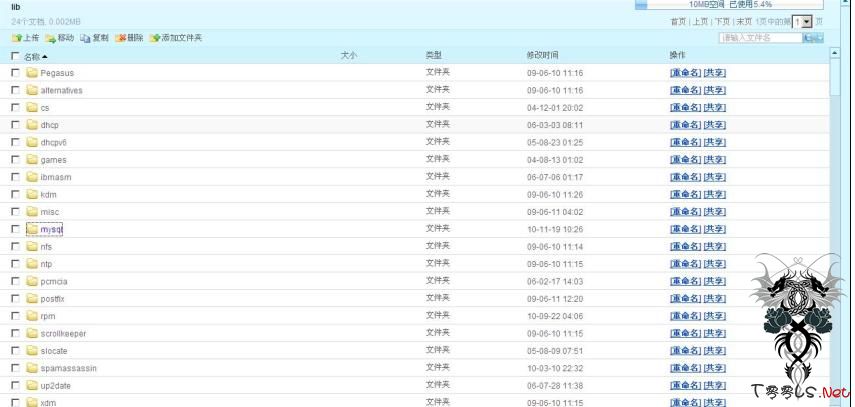 lib
10MB空间 已使用5.4%
24个文档, 0.002MB
首页 | 上页 | 下页 | 末页 1页中的第 1 页
上传 移动 复制 删除 添加文件夹
请输入文件名
名称 大小 类型 修改时间 操作
Pegasus 文件夹 09-06-10 11:16 [重命名] [共享]
alternatives 文件夹 09-06-10 11:16 [重命名] [共享]
cs 文件夹 04-12-01 20:02 [重命名] [共享]
dhcp 文件夹 06-03-03 08:11 [重命名] [共享]
dhcpv6 文件夹 05-08-23 01:25 [重命名] [共享]
games 文件夹 04-08-13 01:02 [重命名] [共享]
ibmasm 文件夹 06-07-06 01:17 [重命名] [共享]
kdm 文件夹 09-06-10 11:26 [重命名] [共享]
misc 文件夹 09-06-11 04:02 [重命名] [共享]
mysql 文件夹 10-11-19 10:26 [重命名] [共享]
nfs 文件夹 09-06-10 11:14 [重命名] [共享]
ntp 文件夹 09-06-10 11:15 [重命名] [共享]
pcmcia 文件夹 06-02-17 14:03 [重命名] [共享]
postfix 文件夹 09-06-11 12:20 [重命名] [共享]
rpm 文件夹 10-09-22 04:06 [重命名] [共享]
scrollkeeper 文件夹 09-06-10 11:15 [重命名] [共享]
slocate 文件夹 05-08-09 07:51 [重命名] [共享]
spamassassin 文件夹 10-03-10 22:32 [重命名] [共享]
up2date 文件夹 06-07-28 11:38 [重命名] [共享]
xdm 文件夹 09-06-10 11:15 [重命名] [共享]
T零零LS.Net